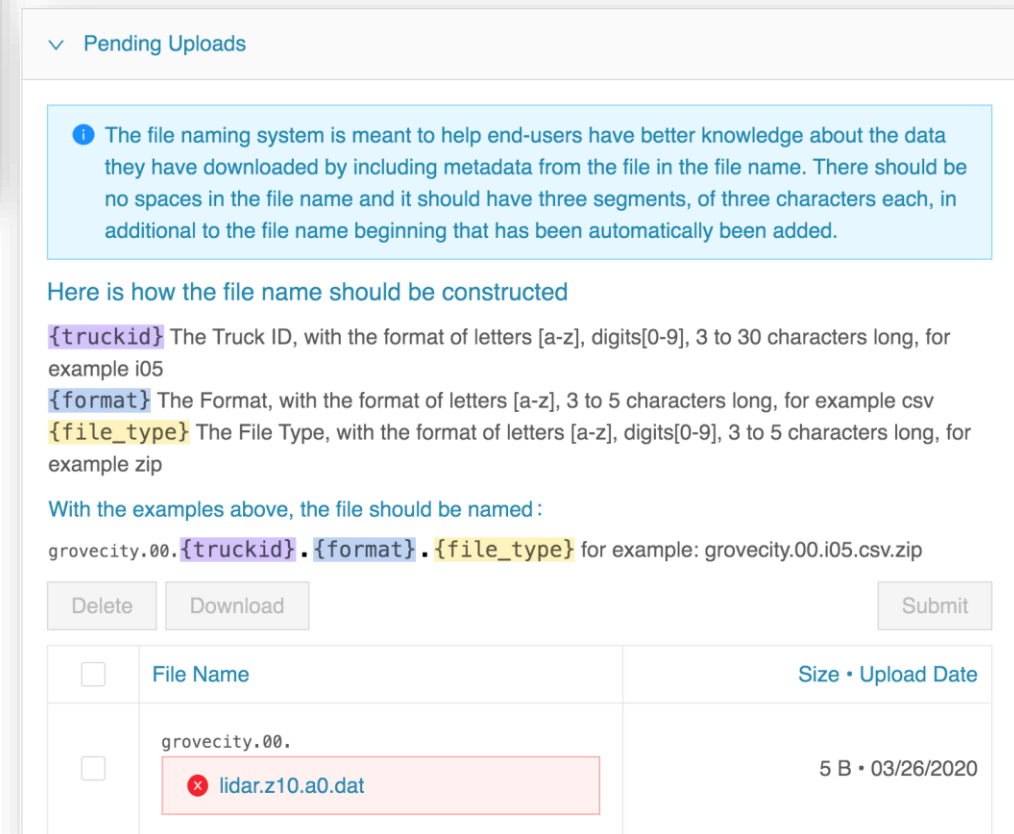 Pending Uploads
The file naming system is meant to help end-users have better knowledge about the data
they have downloaded by including metadata from the file in the file name. There should be
no spaces in the file name and it should have three segments, of three characters each, in
additional to the file name beginning that has been automatically been added.
Here is how the file name should be constructed
{truckid} The Truck ID, with the format of letters [a-z], digits[0-9], 3 to 30 characters long, for
example i05
{format} The Format, with the format of letters [a-z], 3 to 5 characters long, for example csv
{file_type} The File Type, with the format of letters [a-z], digits[0-9], 3 to 5 characters long, for
example zip
With the examples above, the file should be named:
grovecity.00.{truckid}.{format}.{file_type} for example: grovecity.00.i05.csv.zip
Delete Download Submit
File Name Size • Upload Date
grovecity.00.
lidar.z10.a0.dat
5 B • 03/26/2020